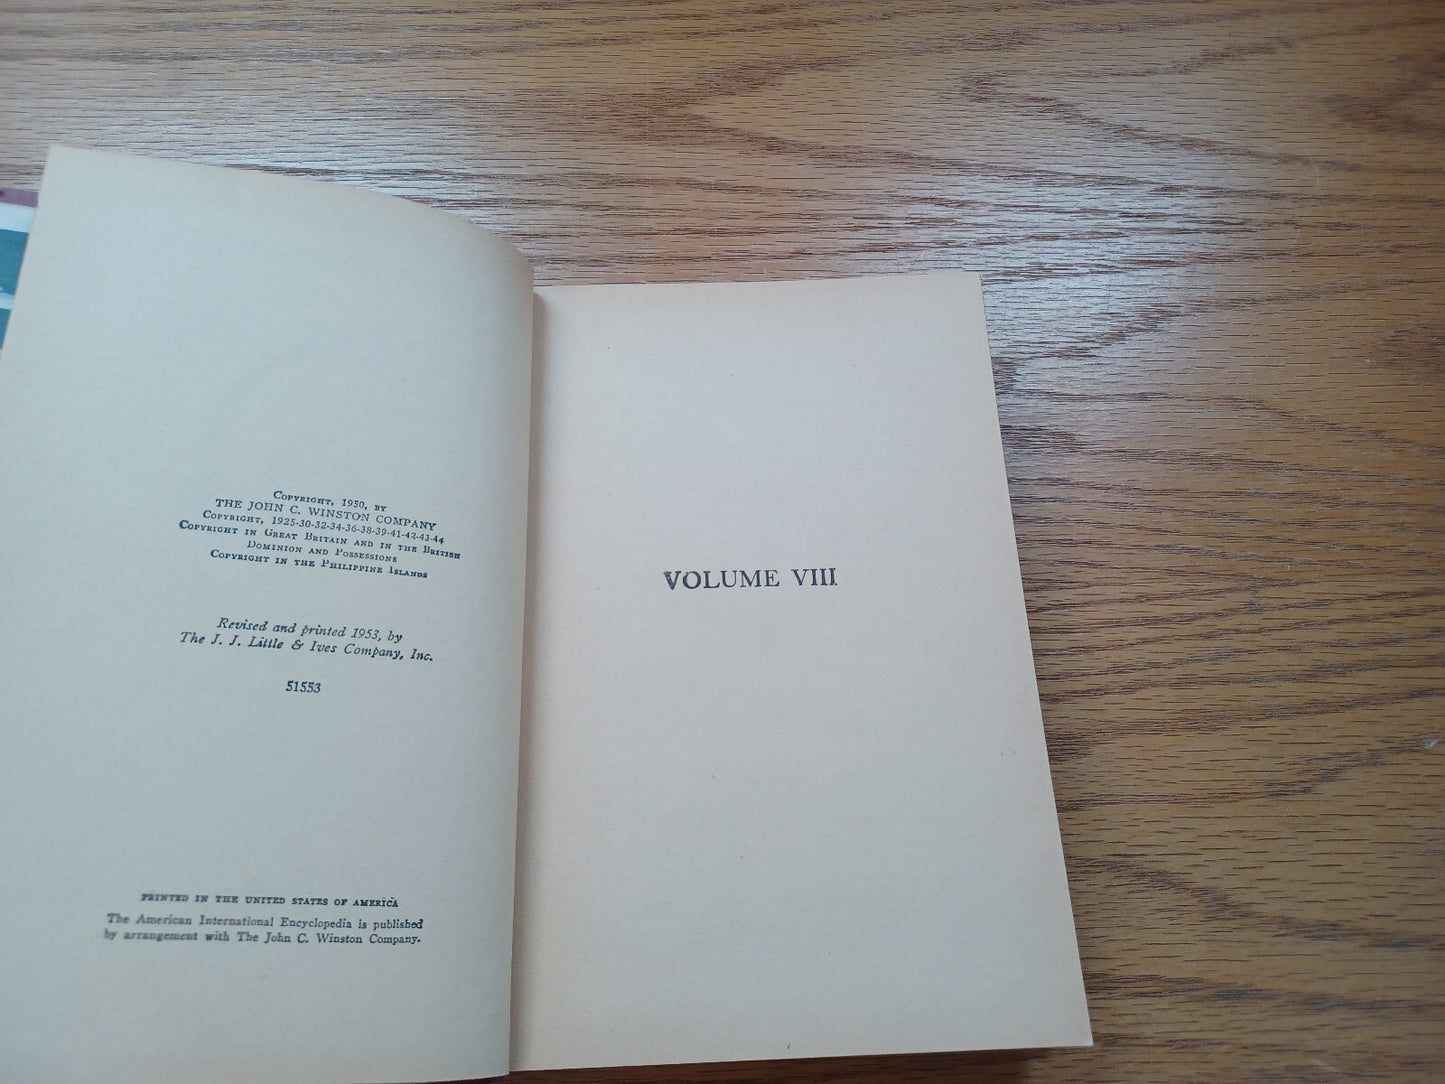 COPYRIGHT, 1950, BY
THE JOHN C. WINSTON COMPANY
COPYRIGHT, 1925-30-32-34-36-38-39-41-42-43-44
COPYRIGHT IN GREAT BRITAIN AND IN THE BRITISH
DOMINION AND POSSESSIONS
COPYRIGHT IN THE PHILIPPINE ISLANDS
Revised and printed 1953, by
The J. J. Little & Ives Company, Inc.
51553
PRINTED IN THE UNITED STATES OF AMERICA
The American International Encyclopedia is published
by arrangement with The John C. Winston Company.
VOLUME VIII